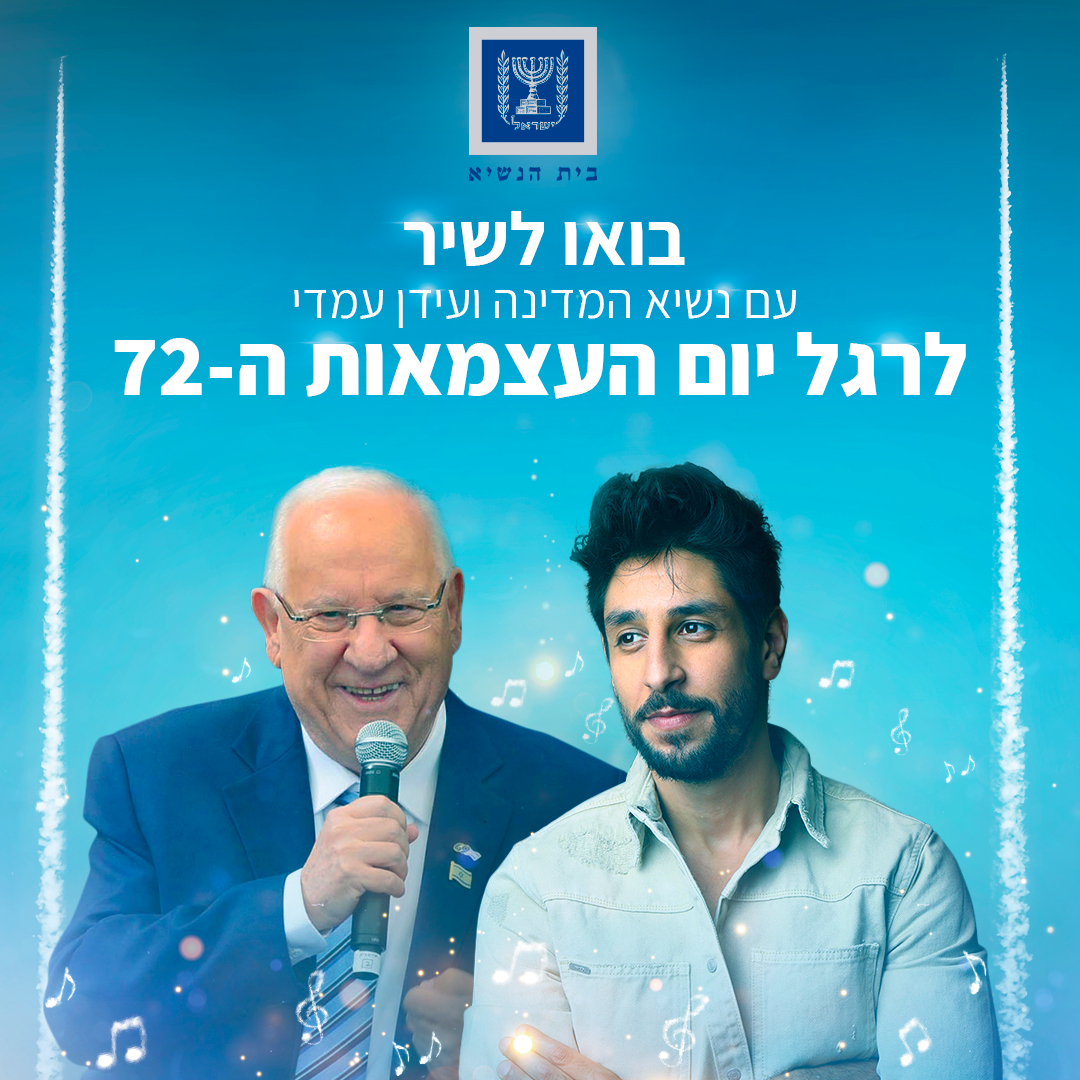 ישראל
בית הנשיא
בואו לשיר
עם נשיא המדינה ועידן עמדי
לרגל יום העצמאות ה-72